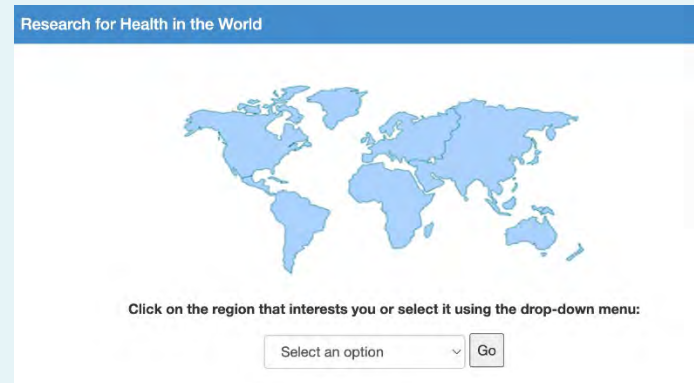 Research for Health in the World
Click on the region that interests you or select it using the drop-down menu:
Select an option
Go